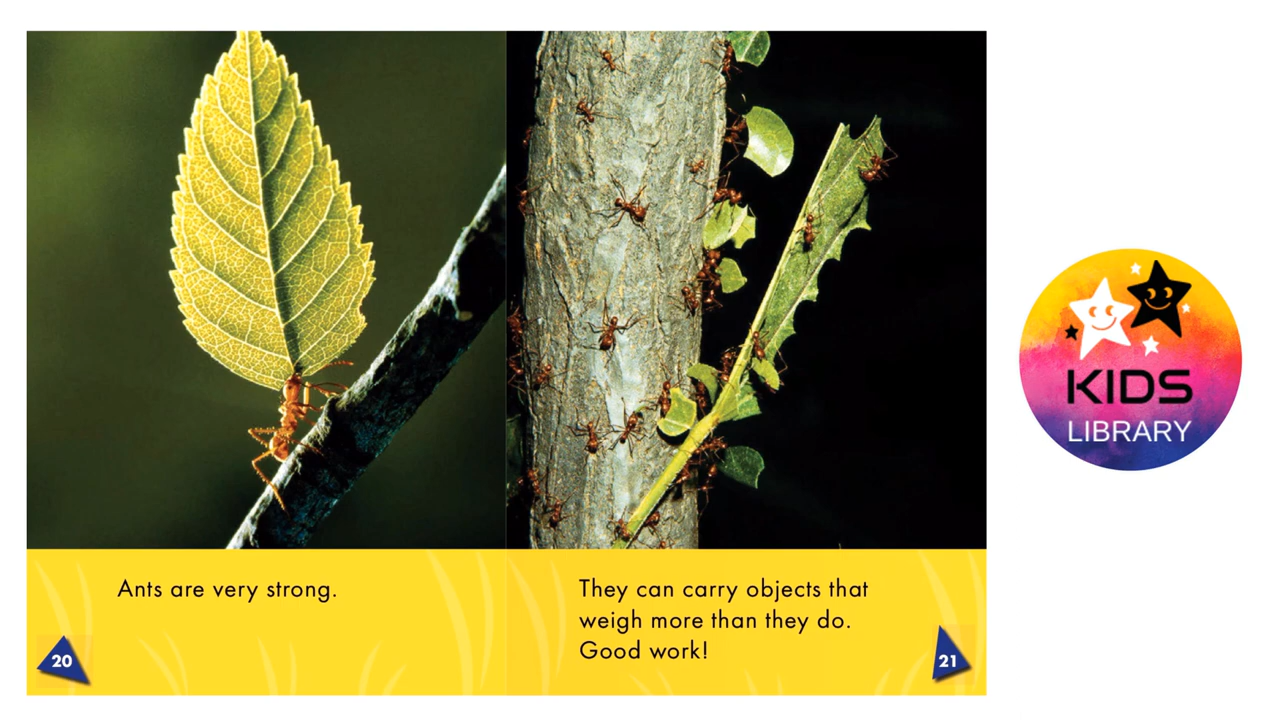 Ants are very strong.
20
They can carry objects that
weigh more than they do.
Good work!
21
KIDS
LIBRARY